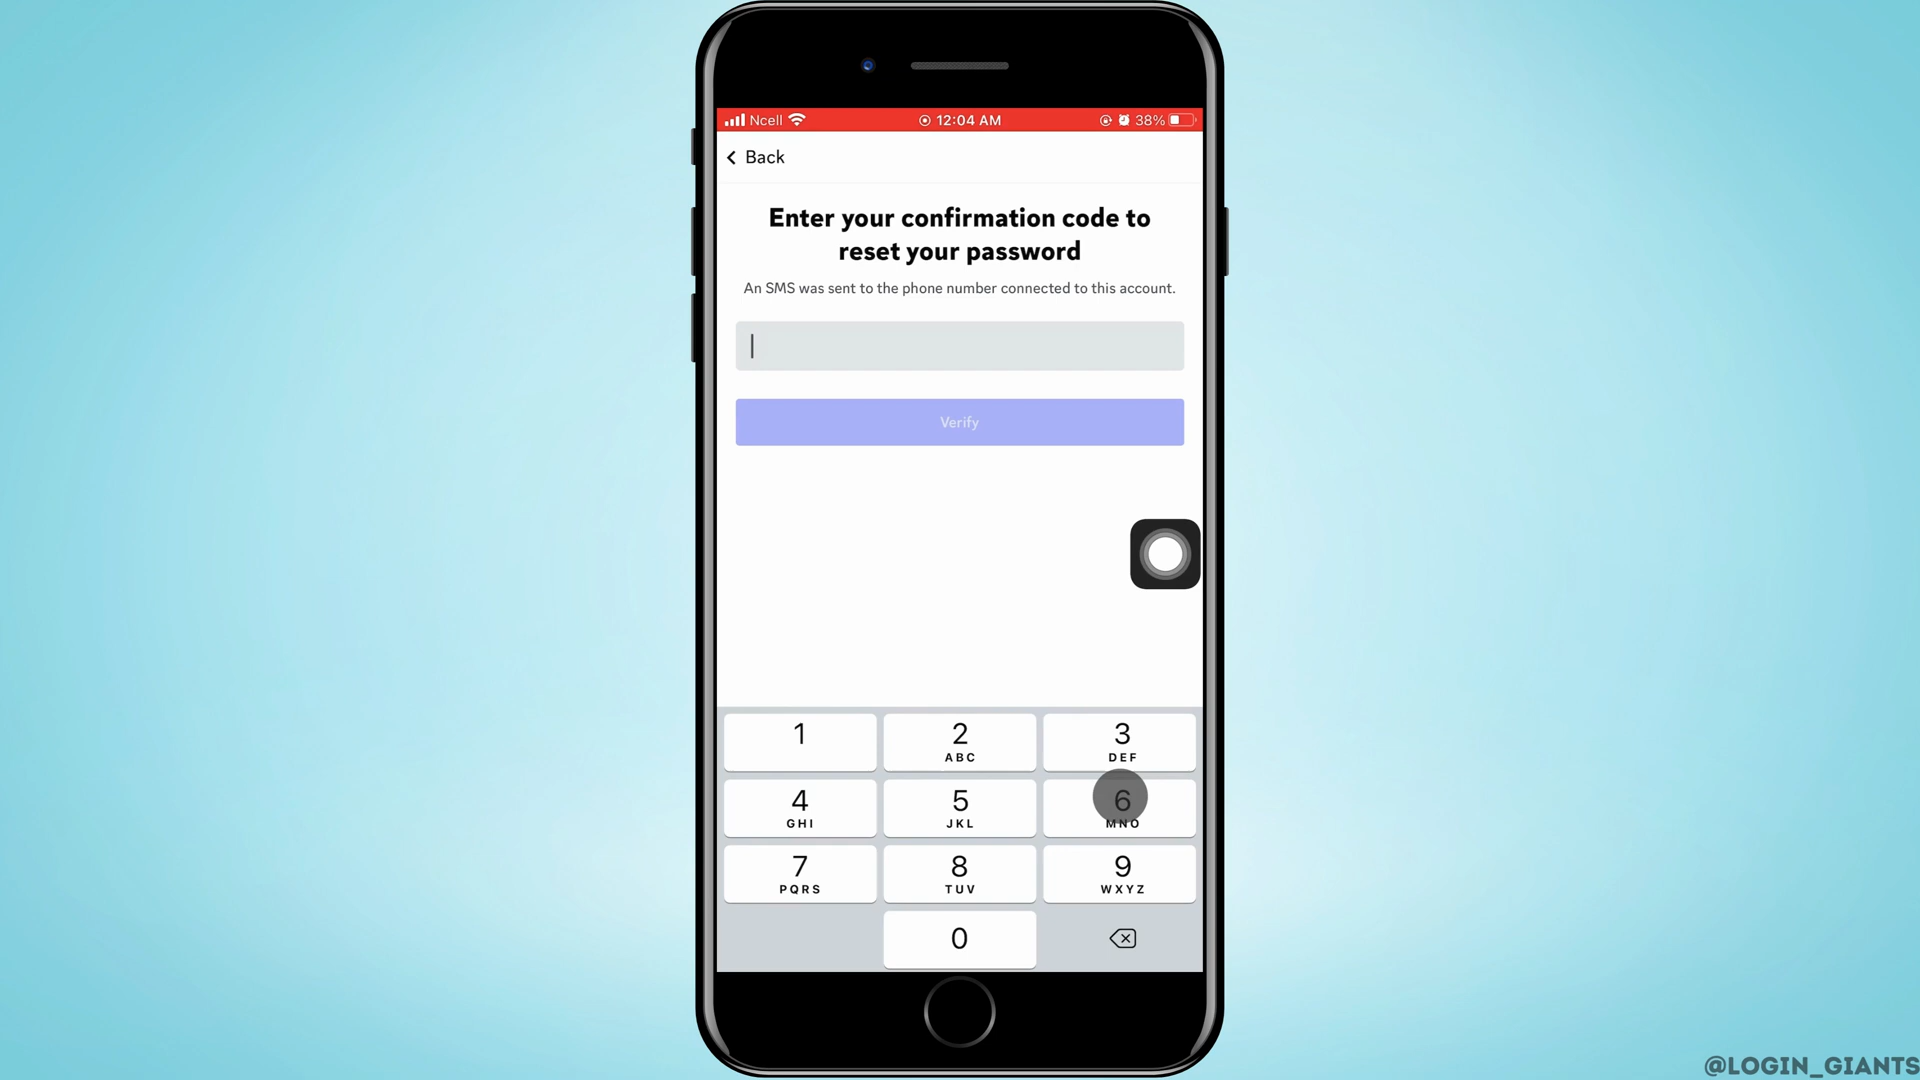 Ncell 12:04 AM 38%
Back
Enter your confirmation code to
reset your password
An SMS was sent to the phone number connected to this account.
Verify
1 2 3
ABC DEF
4 5 6
GHI JKL MNO
7 8 9
PQRS TUV WXYZ
0
@LOGIN_GIANTS